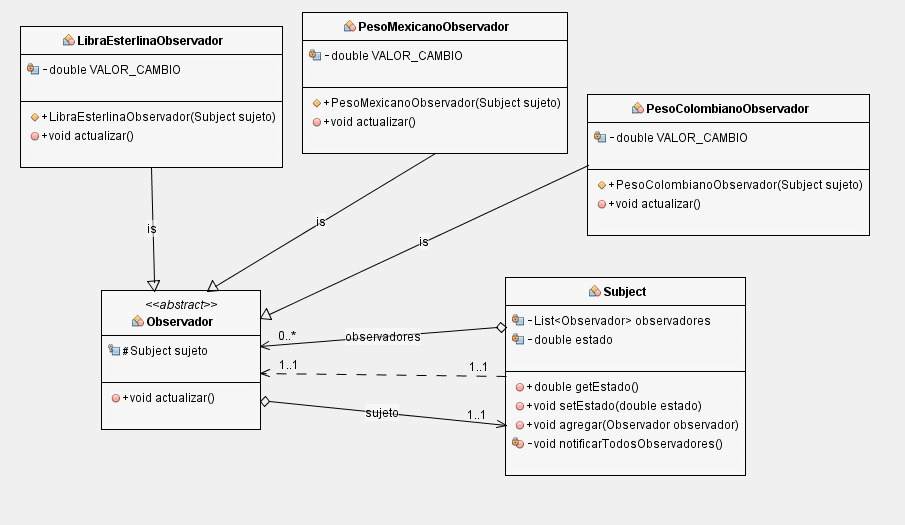 LibraEsterlinaObservador
- double VALOR_CAMBIO
+ LibraEsterlinaObservador(Subject sujeto)
+ void actualizar()
PesoMexicanoObservador
- double VALOR_CAMBIO
+ PesoMexicanoObservador(Subject sujeto)
+ void actualizar()
PesoColombianoObservador
- double VALOR_CAMBIO
+ PesoColombianoObservador(Subject sujeto)
+ void actualizar()
is
is
is
<<abstract>>
Observador
# Subject sujeto
+ void actualizar()
0..*
observadores
1..1
1..1
sujeto
1..1
Subject
- List<Observador> observadores
- double estado
+ double getEstado()
+ void setEstado(double estado)
+ void agregar(Observador observador)
- void notificarTodosObservadores()